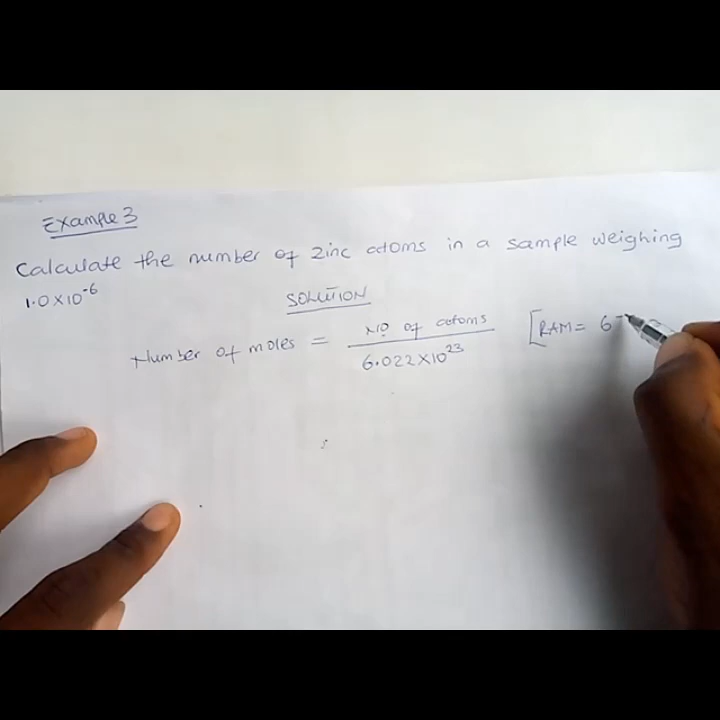 Example 3
Calculate the number of zinc atoms in a sample weighing
1.0×10⁻⁶
SOLUTION
Number of moles = No of atoms / 6.022×10²³ [RAM = 6